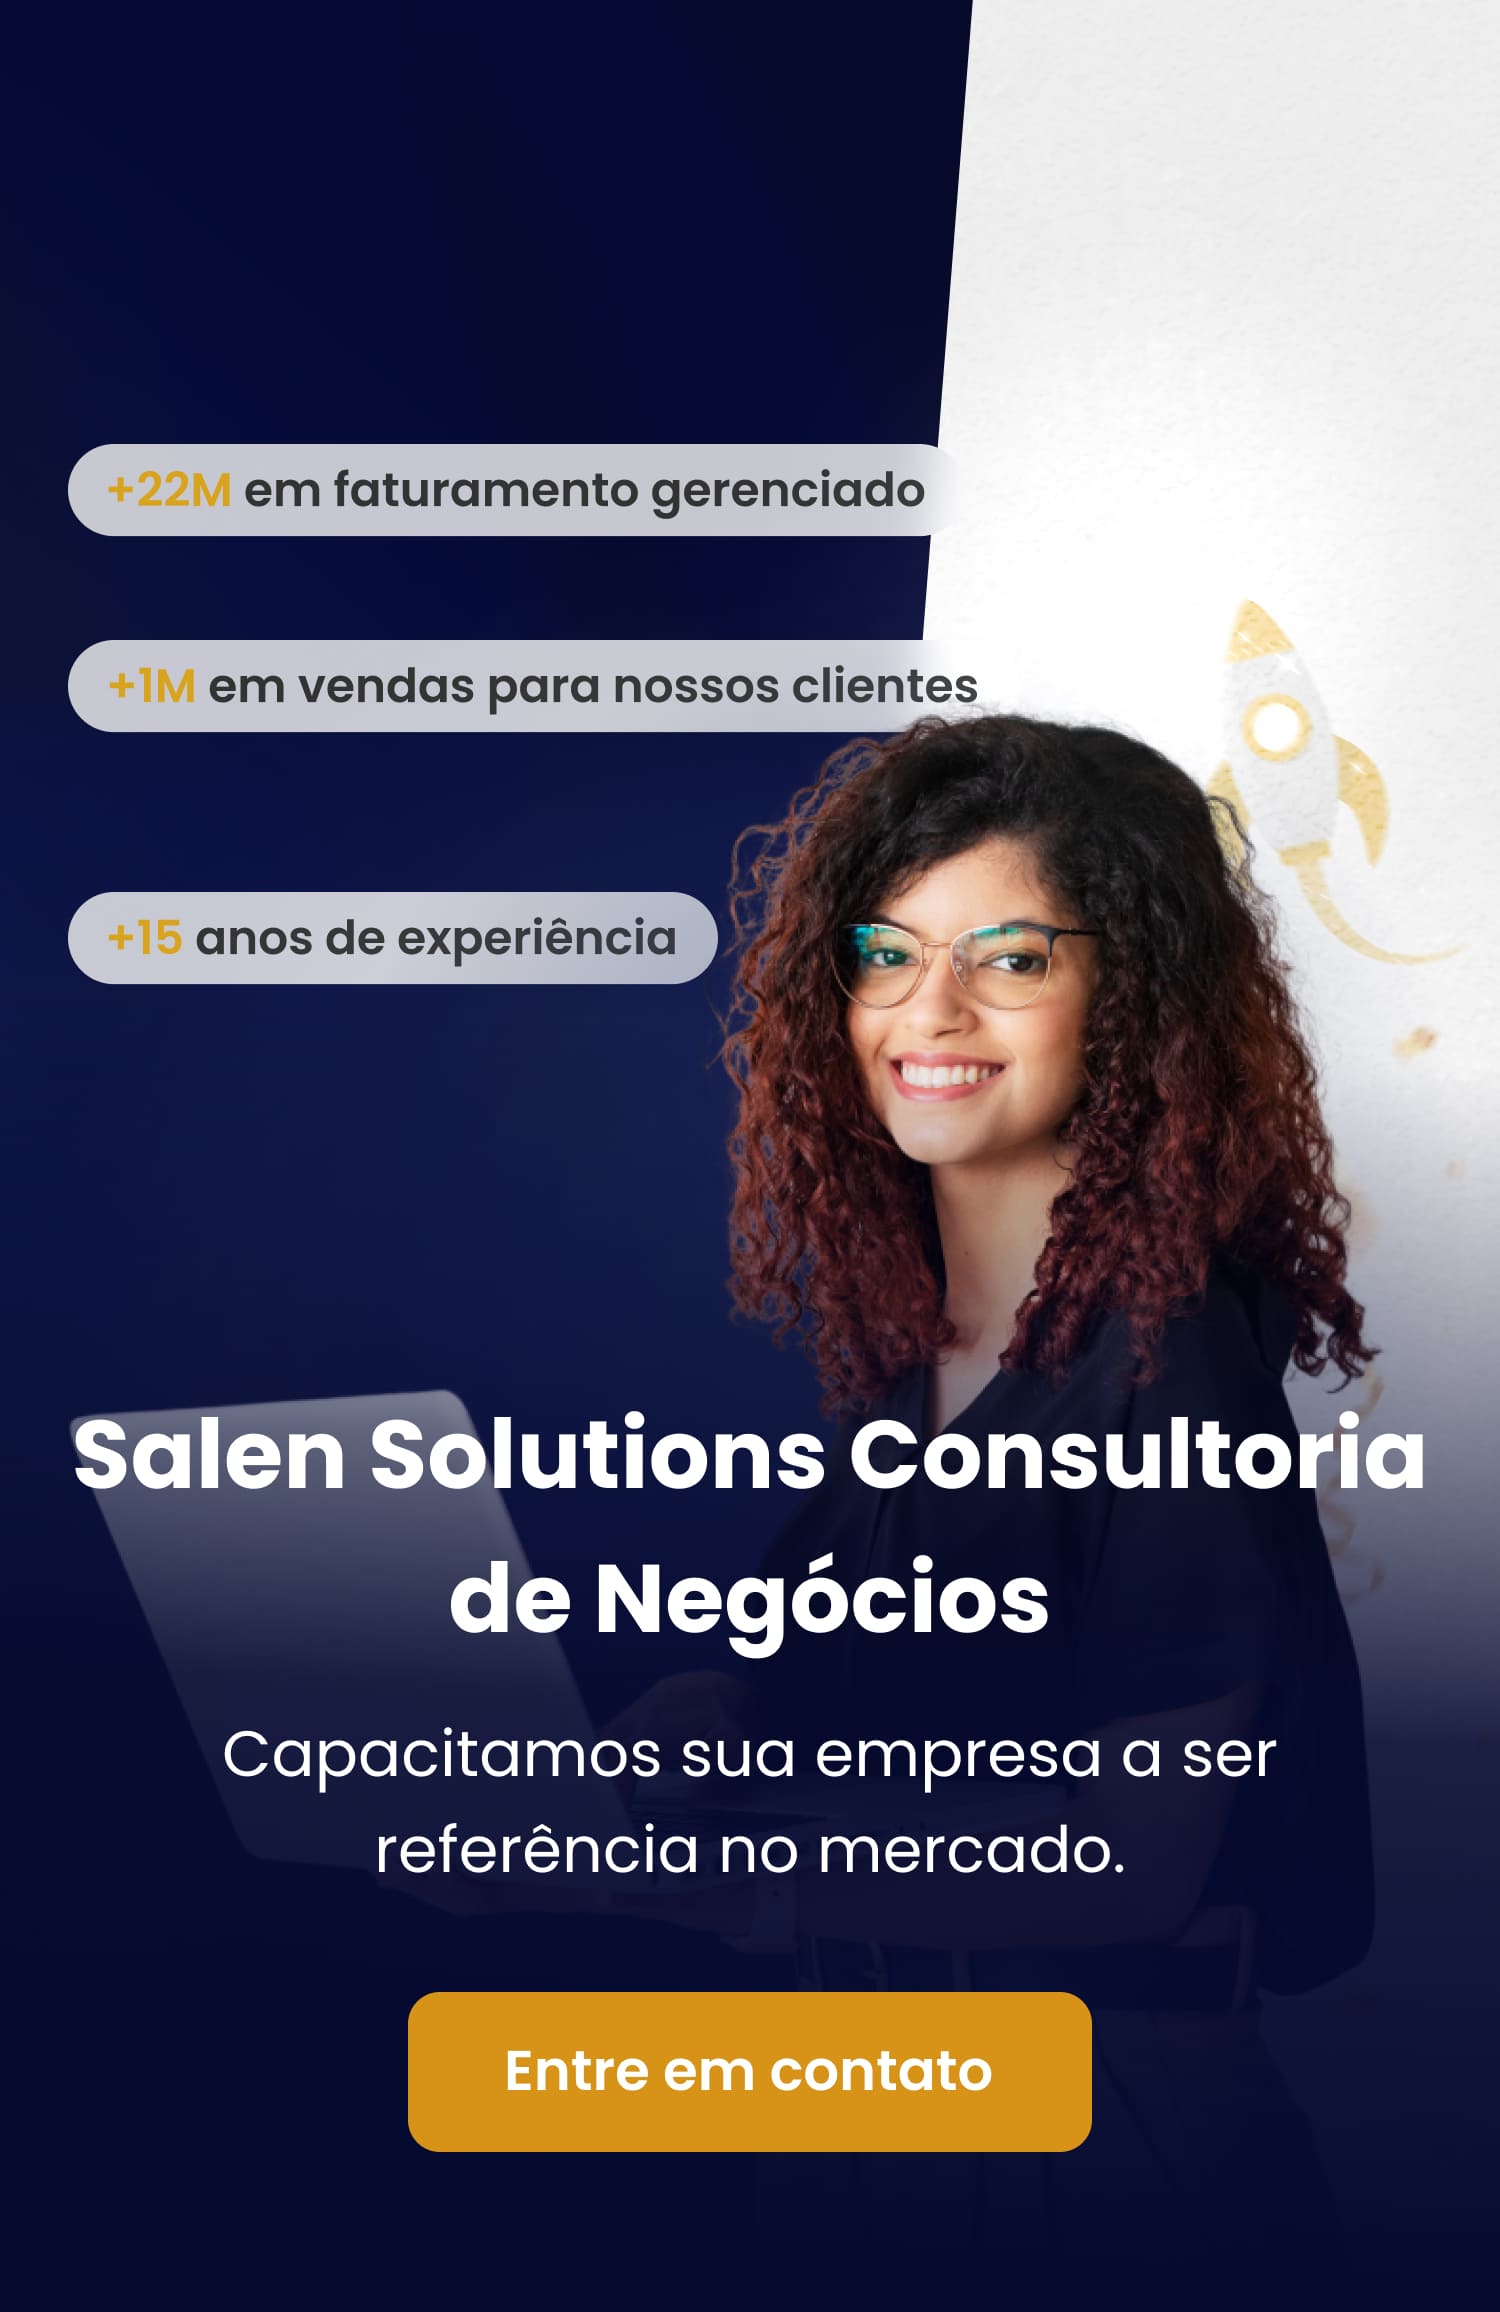 +22M em faturamento gerenciado
+1M em vendas para nossos clientes
+15 anos de experiência
Salen Solutions Consultoria
de Negócios
Capacitamos sua empresa a ser
referência no mercado.
Entre em contato